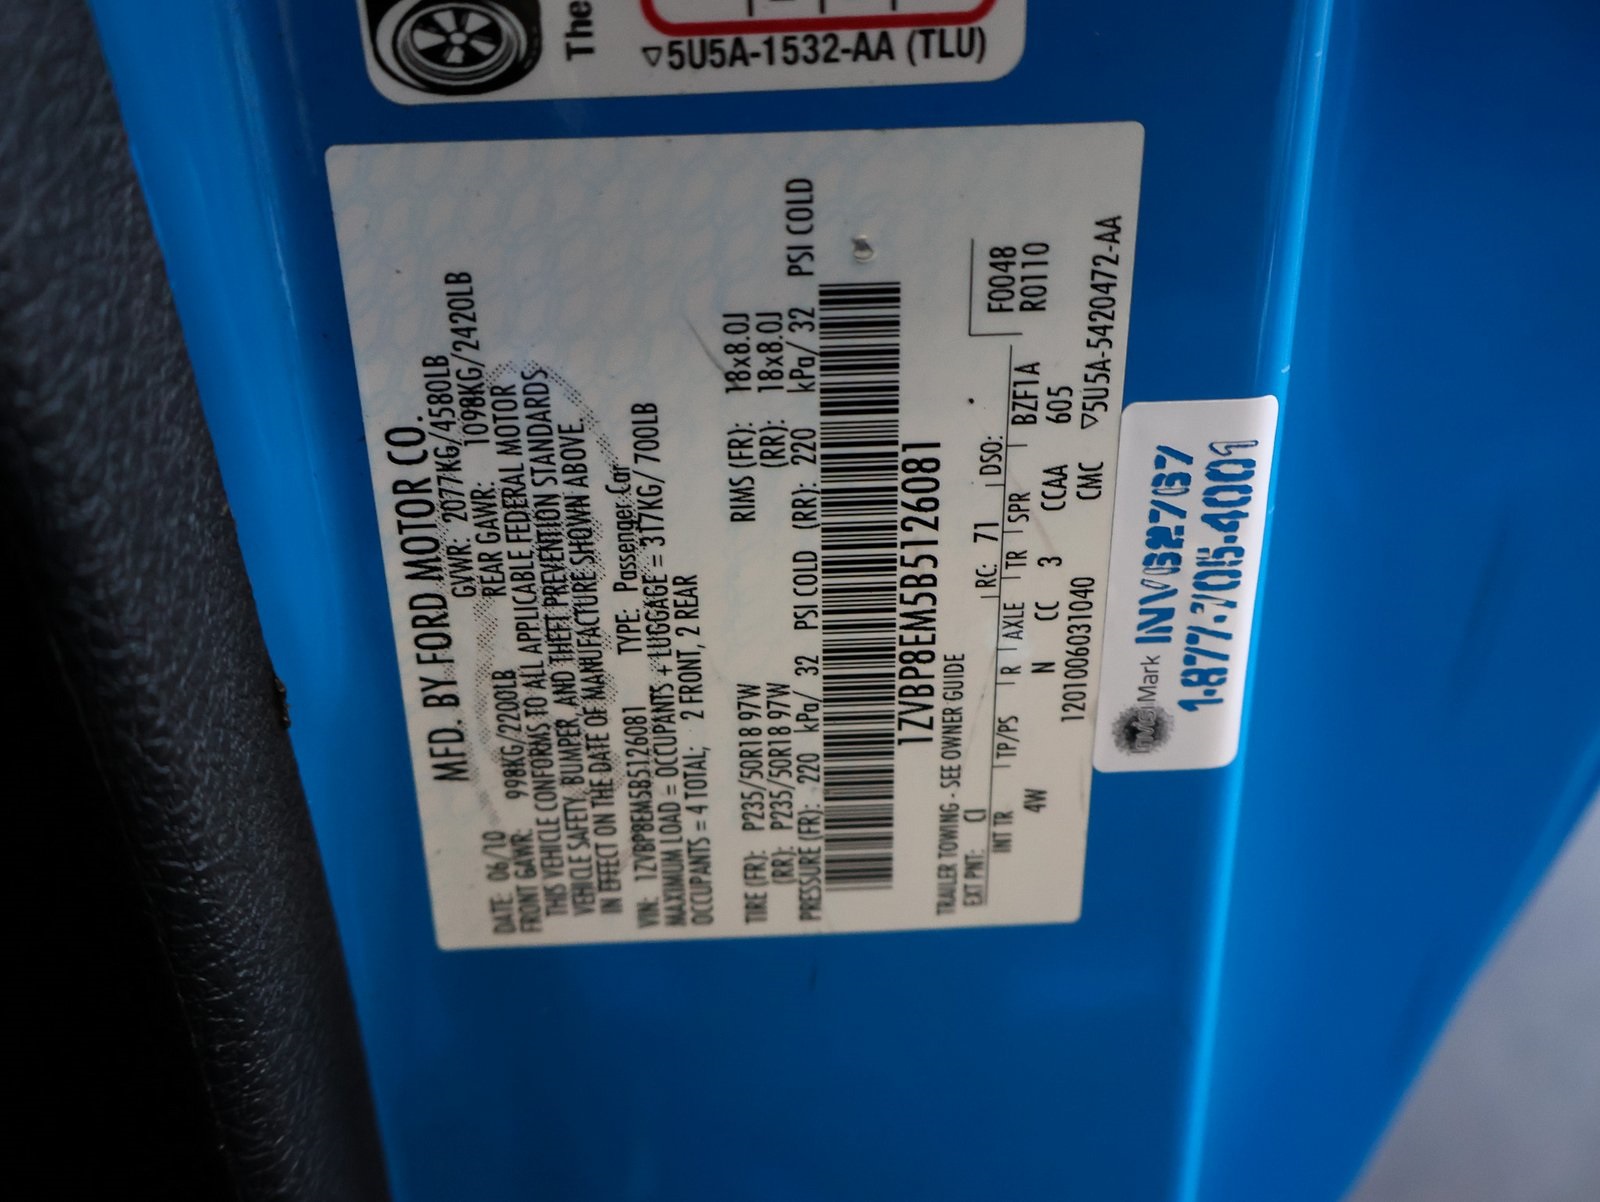 The
▽5U5A-1532-AA (TLU)
MFD. BY FORD MOTOR CO.
DATE: 06/10 GVWR: 2077KG/4580LB
FRONT GAWR: 998KG/2200LB REAR GAWR: 1098KG/2420LB
THIS VEHICLE CONFORMS TO ALL APPLICABLE FEDERAL MOTOR
VEHICLE SAFETY, BUMPER, AND THEFT PREVENTION STANDARDS
IN EFFECT ON THE DATE OF MANUFACTURE SHOWN ABOVE.
VIN: 1ZVBP8EM5B5126081 TYPE: Passenger Car
MAXIMUM LOAD = OCCUPANTS + LUGGAGE = 317KG/700LB
OCCUPANTS = 4 TOTAL; 2 FRONT, 2 REAR
TIRE (FR): P235/50R18 97W RIMS (FR): 18x8.0J
(RR): P235/50R18 97W (RR): 18x8.0J
PRESSURE (FR): 220 kPa/ 32 PSI COLD (RR): 220 kPa/ 32 PSI COLD
1ZVBP8EM5B5126081
TRAILER TOWING - SEE OWNER GUIDE
EXT PNT: CI RC: 71 DSO: F0048
INT TR TP/PS R AXLE TR SPR R0110
4W N CC 3 CCAA BZF1A
1201006031040 CMC 605
▽5U5A-5420472-AA
Mark INV
1-877-705-4001